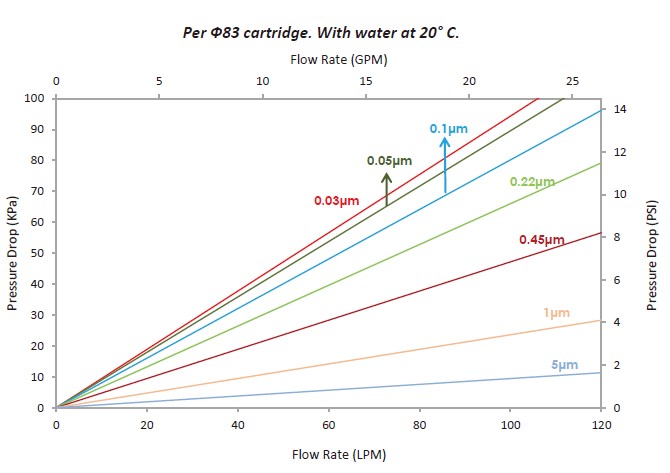 Per Φ83 cartridge. With water at 20° C.
Flow Rate (GPM)
0 5 10 15 20 25
100
90
80
70
60
50
40
30
20
10
0
Pressure Drop (KPa)
14
12
10
8
6
4
2
0
Pressure Drop (PSI)
0.1μm
0.05μm
0.03μm
0.22μm
0.45μm
1μm
5μm
0 20 40 60 80 100 120
Flow Rate (LPM)